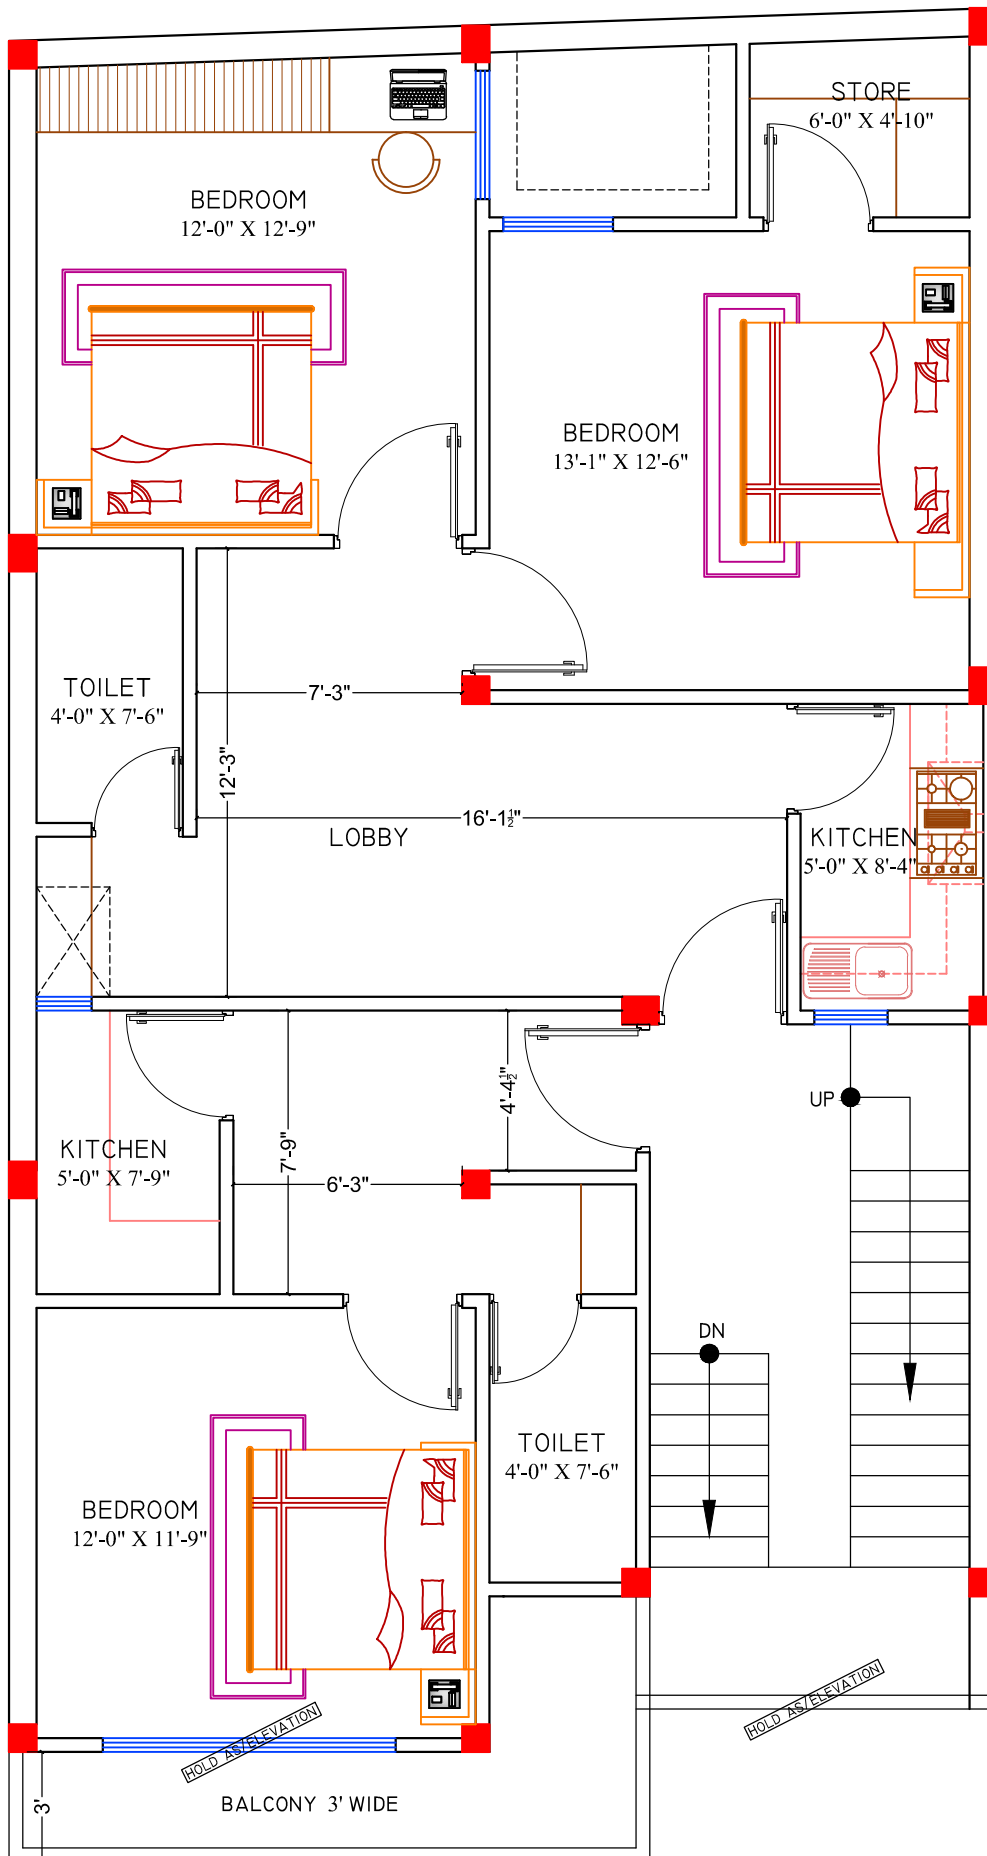 STORE
6'-0" X 4'-10"
BEDROOM
12'-0" X 12'-9"
BEDROOM
13'-1" X 12'-6"
TOILET
4'-0" X 7'-6"
7'-3"
12'-3"
16'-1½"
LOBBY
KITCHEN
5'-0" X 8'-4"
4'-4½"
UP
KITCHEN
5'-0" X 7'-9"
7'-9"
6'-3"
DN
TOILET
4'-0" X 7'-6"
BEDROOM
12'-0" X 11'-9"
HOLD AS/ELEVATION
HOLD AS/ELEVATION
BALCONY 3' WIDE
3'